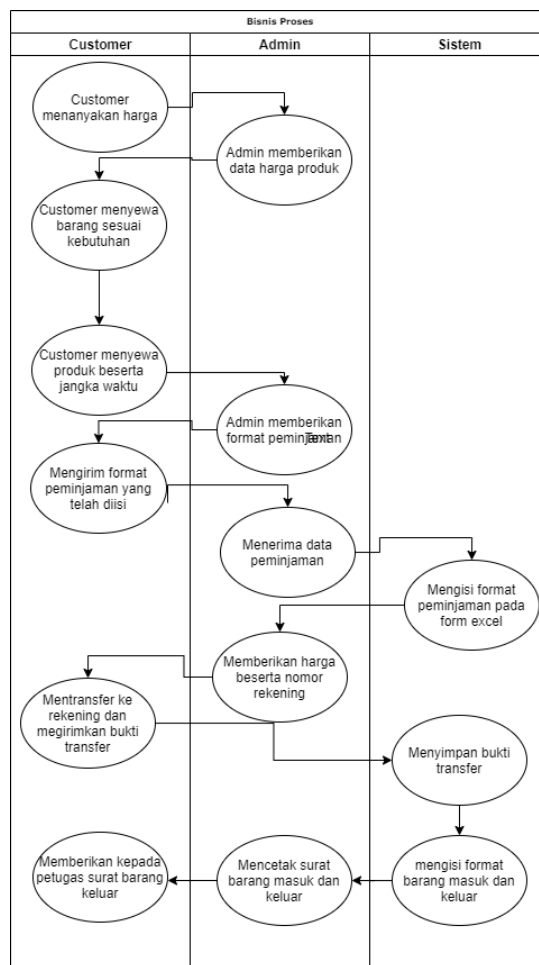 Bisnis Proses
Customer
Admin
Sistem
Customer
menanyakan harga
Admin memberikan
data harga produk
Customer menyewa
barang sesuai
kebutuhan
Customer menyewa
produk beserta
jangka waktu
Admin memberikan
format peminjaman
Text
Mengirim format
peminjaman yang
telah diisi
Menerima data
peminjaman
Mengisi format
peminjaman pada
form excel
Memberikan harga
beserta nomor
rekening
Mentransfer ke
rekening dan
megirimkan bukti
transfer
Menyimpan bukti
transfer
mengisi format
barang masuk dan
keluar
Mencetak surat
barang masuk dan
keluar
Memberikan kepada
petugas surat barang
keluar